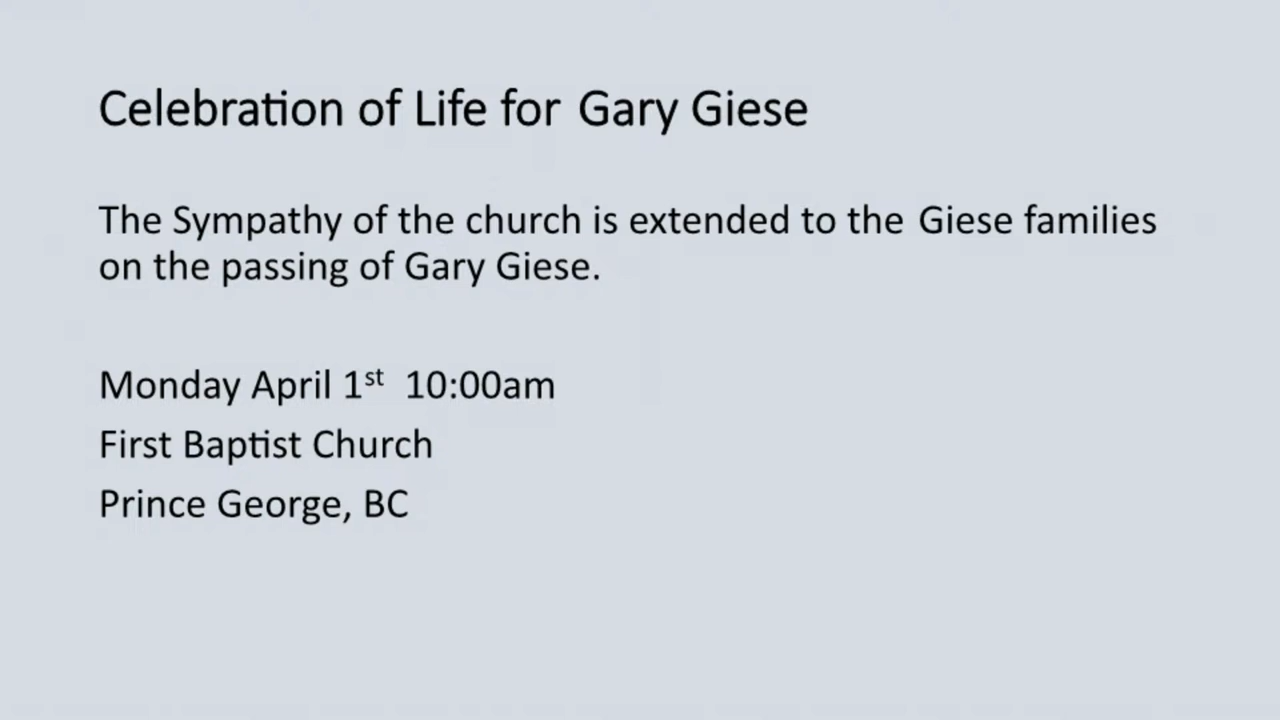 Celebration of Life for Gary Giese
The Sympathy of the church is extended to the Giese families
on the passing of Gary Giese.
Monday April 1st 10:00am
First Baptist Church
Prince George, BC